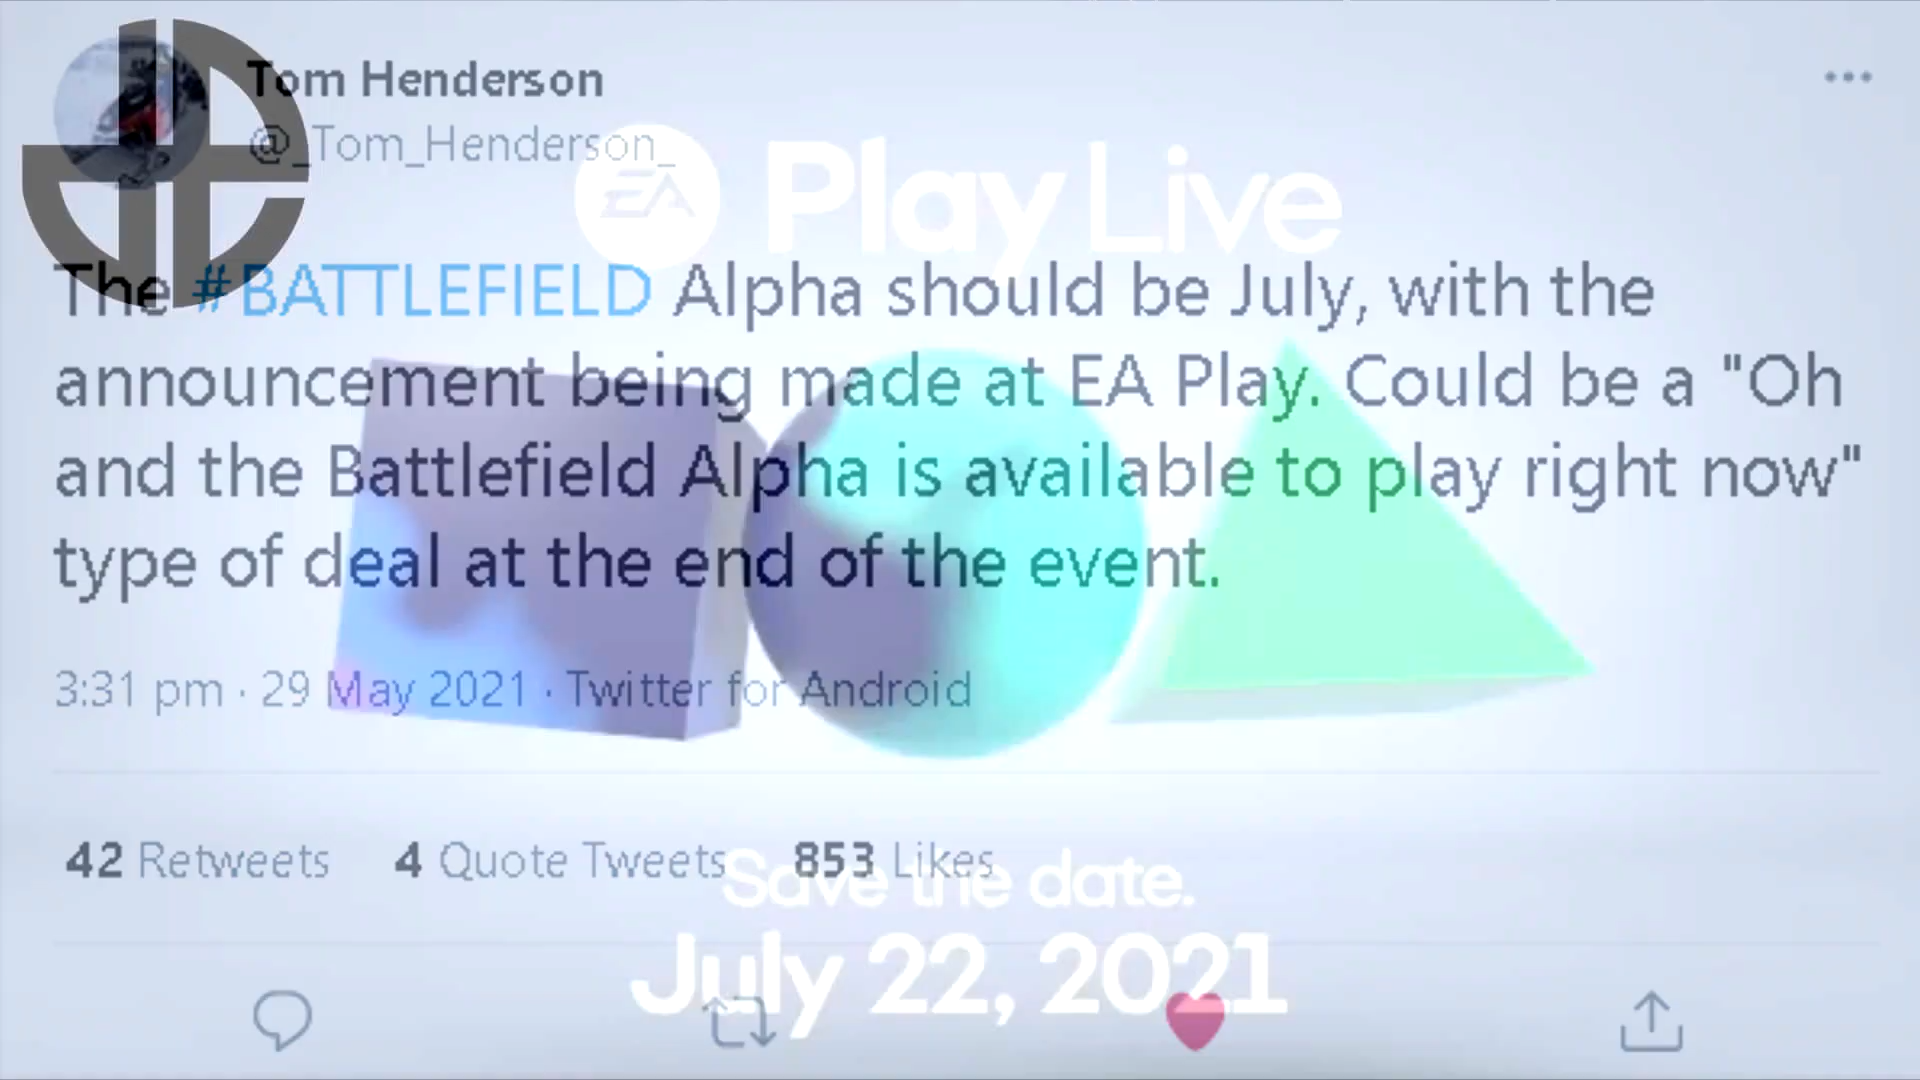 Tom Henderson
@_Tom_Henderson_
EA Play Live
The #BATTLEFIELD Alpha should be July, with the
announcement being made at EA Play. Could be a "Oh
and the Battlefield Alpha is available to play right now"
type of deal at the end of the event.
3:31 pm · 29 May 2021 · Twitter for Android
42 Retweets 4 Quote Tweets 853 Likes
Save the date.
July 22, 2021